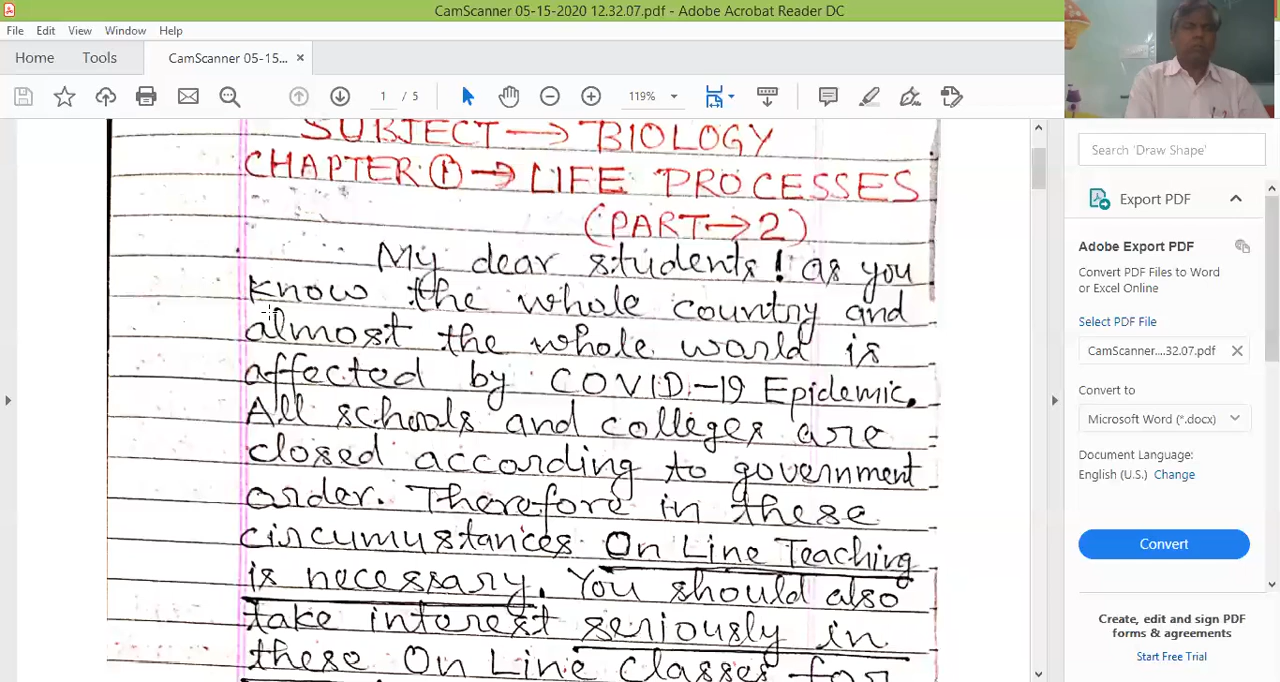 CamScanner 05-15-2020 12.32.07.pdf - Adobe Acrobat Reader DC
File Edit View Window Help
Home Tools CamScanner 05-15... ×
1 / 5 119%
SUBJECT → BIOLOGY
CHAPTER.① → LIFE PROCESSES
(PART → 2)
My dear students! as you
know the whole country and
almost the whole world is
affected by COVID-19 Epidemic.
All schools and colleges are
closed according to government
order. Therefore in these
circumustances On Line Teaching
is necessary. You should also
take interest seriously in
these On Line Classes for
Search 'Draw Shape'
Export PDF
Adobe Export PDF
Convert PDF Files to Word
or Excel Online
Select PDF File
CamScanner....32.07.pdf ×
Convert to
Microsoft Word (*.docx)
Document Language:
English (U.S.) Change
Convert
Create, edit and sign PDF
forms & agreements
Start Free Trial